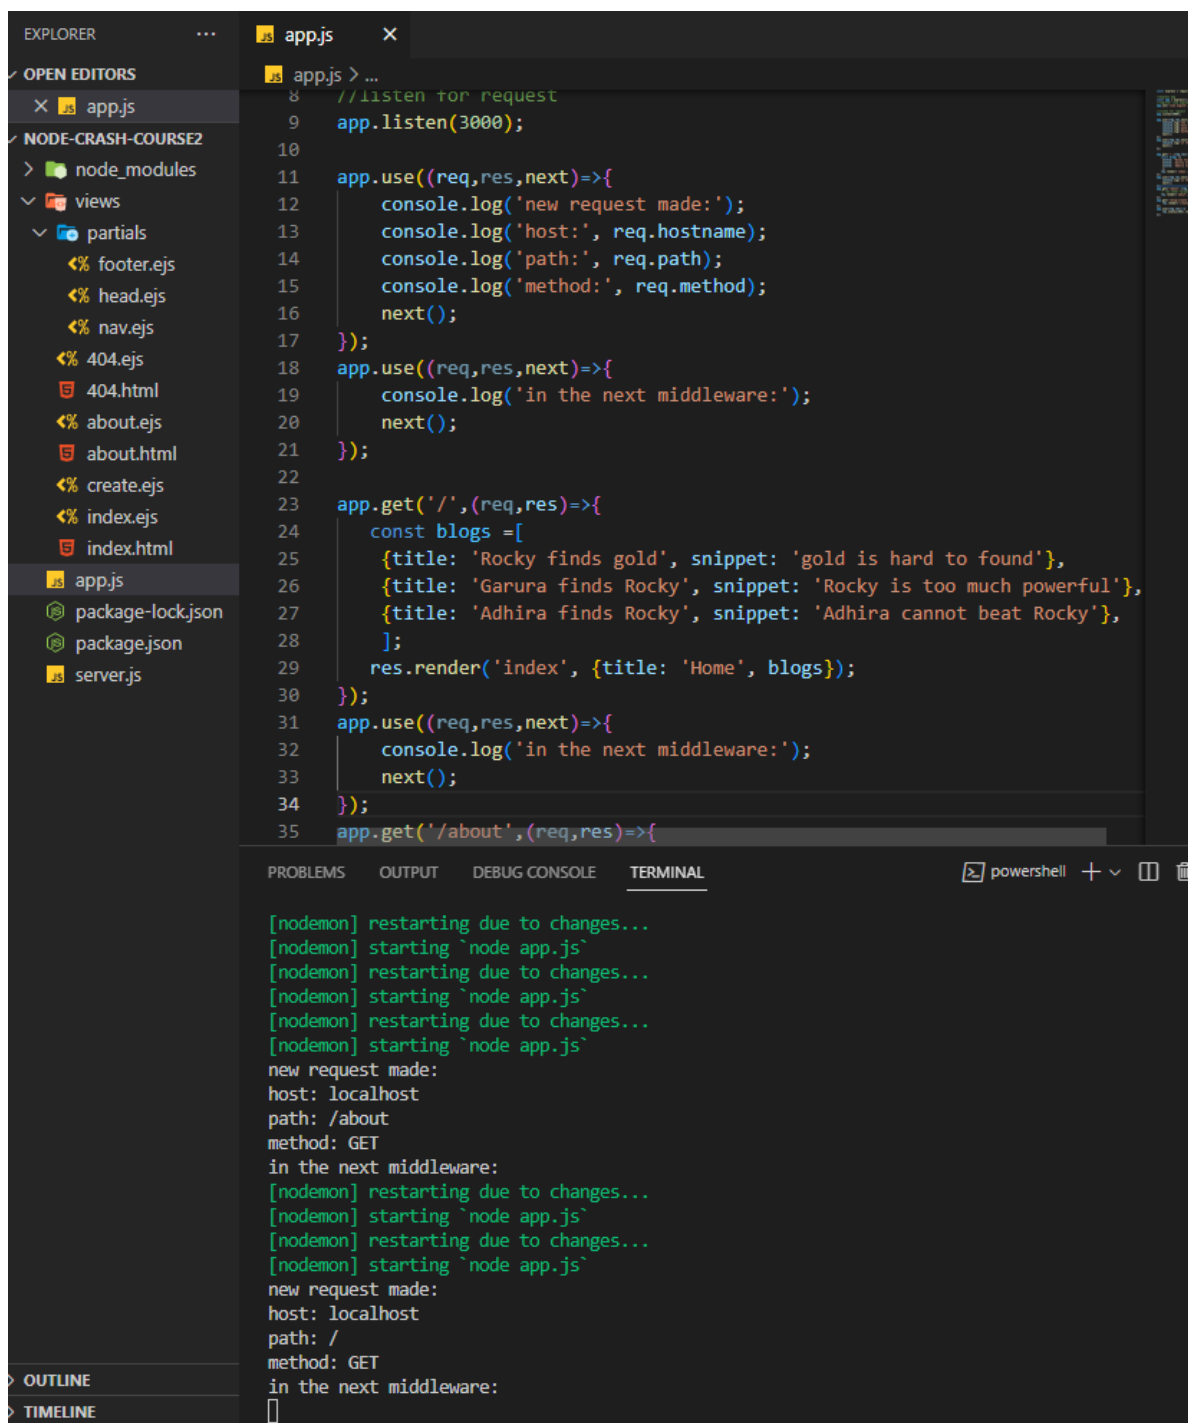 EXPLORER ...
OPEN EDITORS
app.js
NODE-CRASH-COURSE2
node_modules
views
partials
footer.ejs
head.ejs
nav.ejs
404.ejs
404.html
about.ejs
about.html
create.ejs
index.ejs
index.html
app.js
package-lock.json
package.json
server.js
OUTLINE
TIMELINE
JS app.js
JS app.js > ...
8 //listen for request
9 app.listen(3000);
10
11 app.use((req,res,next)=>{
12 console.log('new request made:');
13 console.log('host:', req.hostname);
14 console.log('path:', req.path);
15 console.log('method:', req.method);
16 next();
17 });
18 app.use((req,res,next)=>{
19 console.log('in the next middleware:');
20 next();
21 });
22
23 app.get('/',(req,res)=>{
24 const blogs =[
25 {title: 'Rocky finds gold', snippet: 'gold is hard to found'},
26 {title: 'Garura finds Rocky', snippet: 'Rocky is too much powerful'},
27 {title: 'Adhira finds Rocky', snippet: 'Adhira cannot beat Rocky'},
28 ];
29 res.render('index', {title: 'Home', blogs});
30 });
31 app.use((req,res,next)=>{
32 console.log('in the next middleware:');
33 next();
34 });
35 app.get('/about',(req,res)=>{
PROBLEMS OUTPUT DEBUG CONSOLE TERMINAL powershell
[nodemon] restarting due to changes...
[nodemon] starting `node app.js`
[nodemon] restarting due to changes...
[nodemon] starting `node app.js`
[nodemon] restarting due to changes...
[nodemon] starting `node app.js`
new request made:
host: localhost
path: /about
method: GET
in the next middleware:
[nodemon] restarting due to changes...
[nodemon] starting `node app.js`
[nodemon] restarting due to changes...
[nodemon] starting `node app.js`
new request made:
host: localhost
path: /
method: GET
in the next middleware: